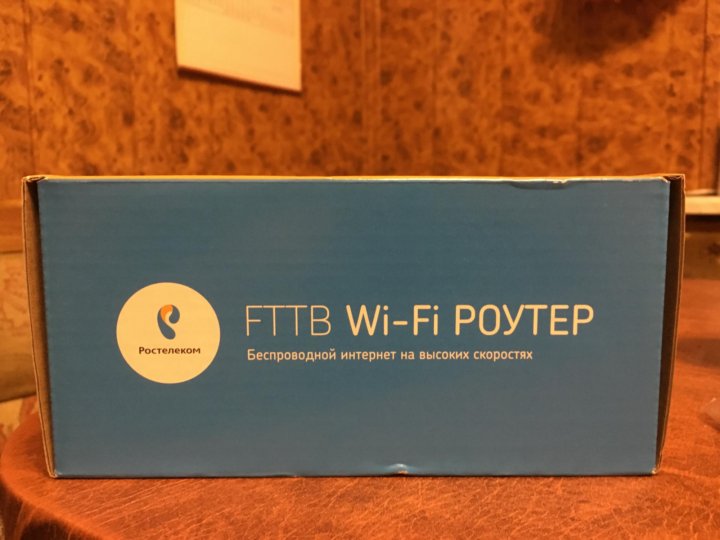 Ростелеком
FTTB Wi-Fi РОУТЕР
Беспроводной интернет на высоких скоростях